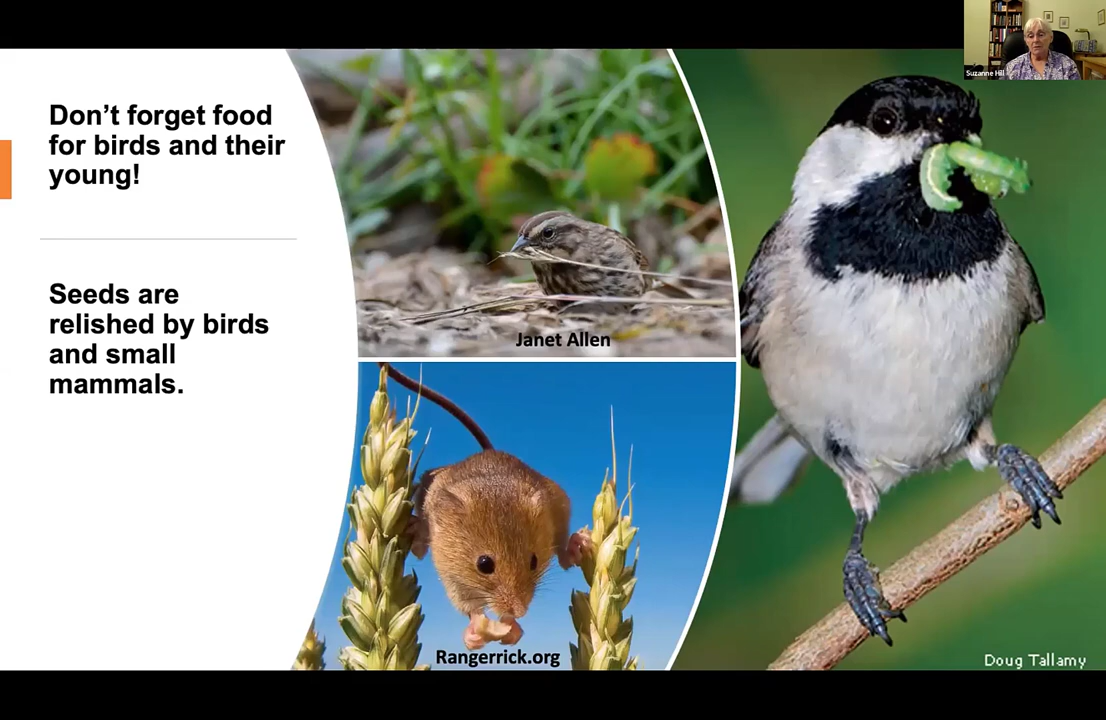 Don't forget food
for birds and their
young!
Seeds are
relished by birds
and small
mammals.
Janet Allen
Rangerrick.org
Doug Tallamy
Suzanne Hill